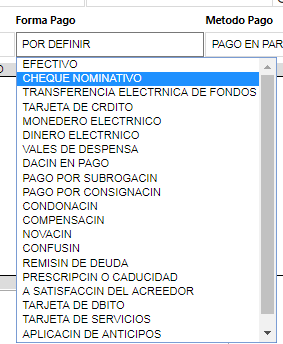 Forma Pago Metodo Pago
POR DEFINIR PAGO EN PAR
EFECTIVO
CHEQUE NOMINATIVO
TRANSFERENCIA ELECTRNICA DE FONDOS
TARJETA DE CRDITO
MONEDERO ELECTRNICO
DINERO ELECTRNICO
VALES DE DESPENSA
DACIN EN PAGO
PAGO POR SUBROGACIN
PAGO POR CONSIGNACIN
CONDONACIN
COMPENSACIN
NOVACIN
CONFUSIN
REMISIN DE DEUDA
PRESCRIPCIN O CADUCIDAD
A SATISFACCIN DEL ACREEDOR
TARJETA DE DBITO
TARJETA DE SERVICIOS
APLICACIN DE ANTICIPOS